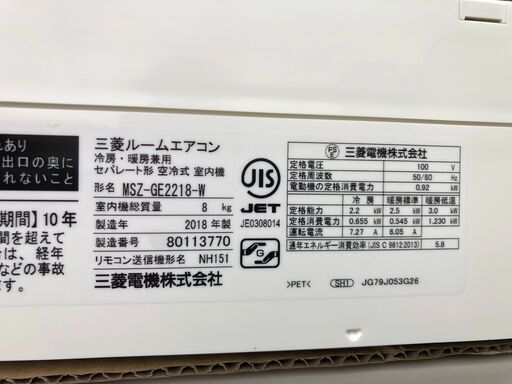 れあり
出口の奥に
れないこと
期間】10年
間を超えて
合は、経年
などの事故
三菱ルームエアコン
冷房・暖房兼用
セパレート形 空冷式 室内機
形名 MSZ-GE2218-W
室内機総質量 8 kg
製造年 2018 年製
製造番号 80113770
リモコン送信機形名 NH151
三菱電機株式会社
JIS
JET
JE0308014
PS
E
三菱電機株式会社
定格電圧 100 V
定格周波数 50/60 Hz
電動機の定格消費電力 0.92 kW
冷 房 暖房標準 暖房低温
定格能力 2.2 kW 2.5 kW 3.0 kW
定格消費電力 0.655 kW 0.545 kW 1.230 kW
運転電流 7.27 A 6.05 A A
通年エネルギー消費効率(JIS C 9612:2013) 5.8
>PET< SH1 JG79J053G26